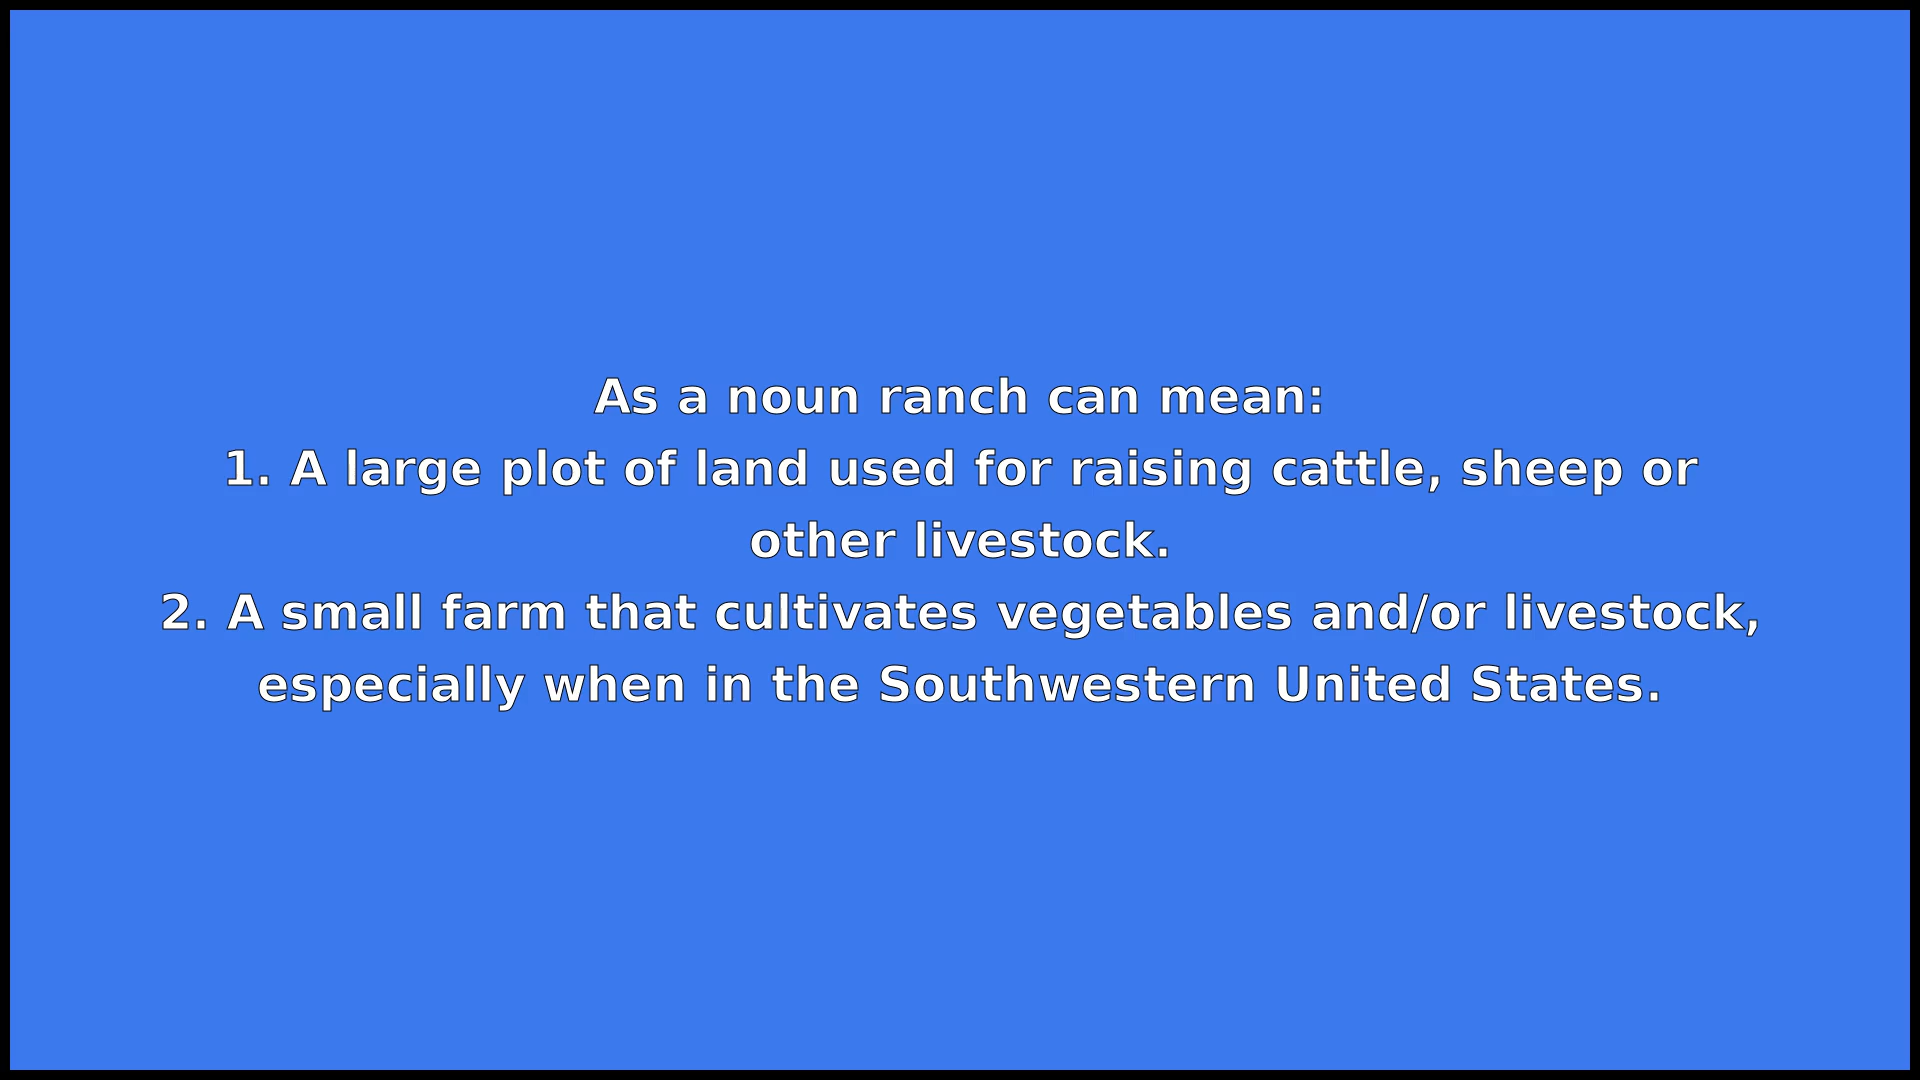 As a noun ranch can mean:
1. A large plot of land used for raising cattle, sheep or
other livestock.
2. A small farm that cultivates vegetables and/or livestock,
especially when in the Southwestern United States.